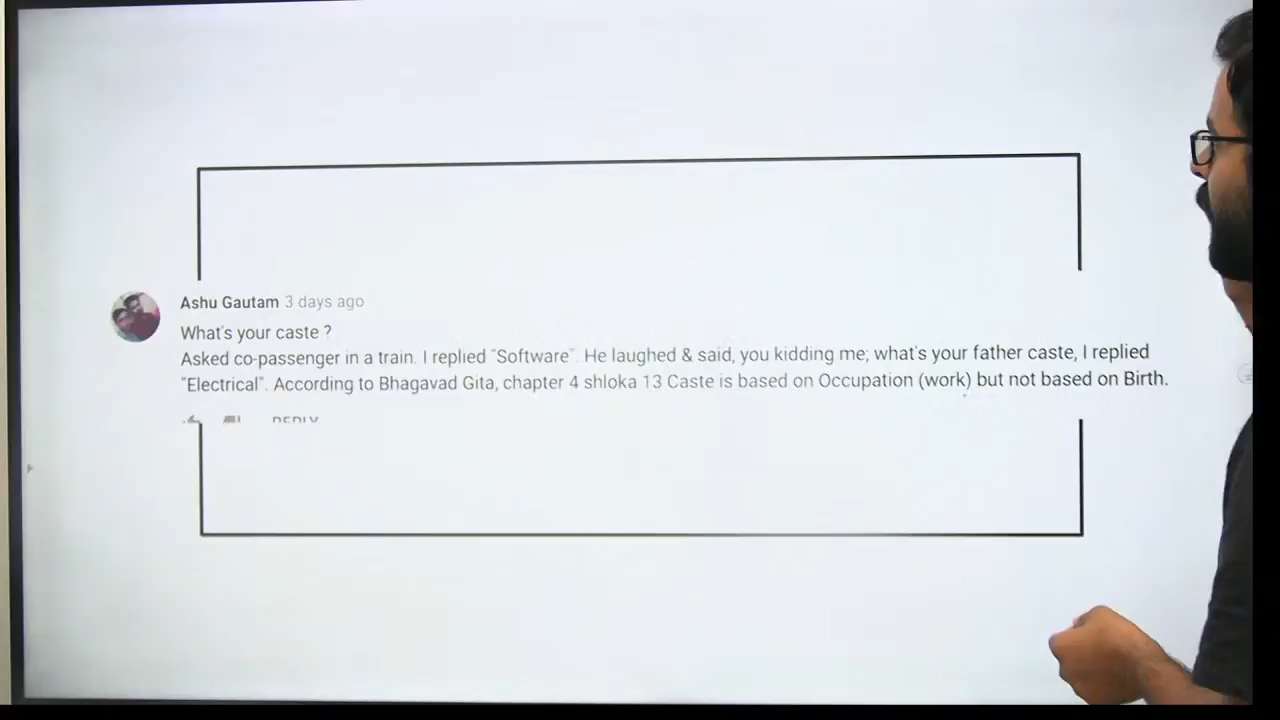 Ashu Gautam 3 days ago
What's your caste ?
Asked co-passenger in a train. I replied "Software". He laughed & said, you kidding me; what's your father caste, I replied
"Electrical". According to Bhagavad Gita, chapter 4 shloka 13 Caste is based on Occupation (work) but not based on Birth.
REPLY